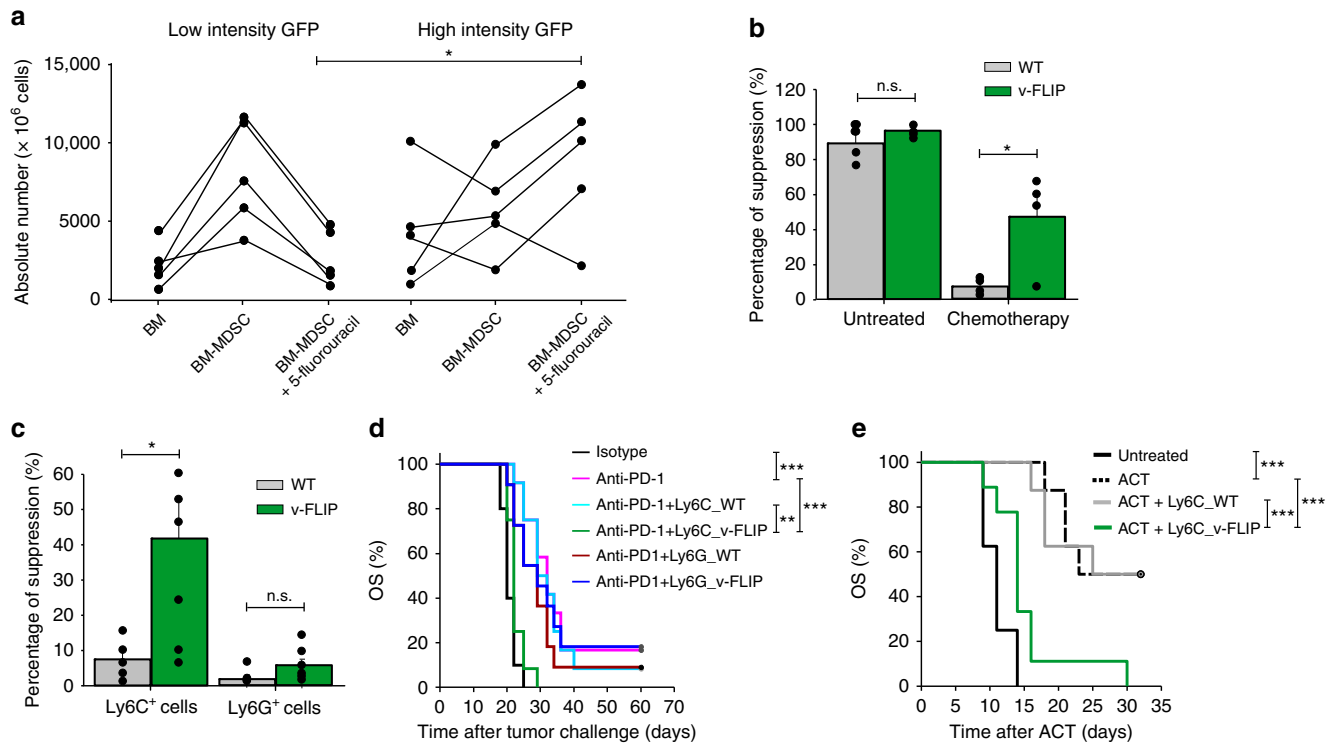 a
Low intensity GFP
High intensity GFP
*
Absolute number (× 10⁶ cells)
15,000
10,000
5000
0
BM
BM-MDSC
BM-MDSC
+ 5-fluorouracil
BM
BM-MDSC
BM-MDSC
+ 5-fluorouracil
b
WT
v-FLIP
Percentage of suppression (%)
120
100
80
60
40
20
0
n.s.
*
Untreated
Chemotherapy
c
Percentage of suppression (%)
60
50
40
30
20
10
0
*
n.s.
WT
v-FLIP
Ly6C⁺ cells
Ly6G⁺ cells
d
OS (%)
100
80
60
40
20
0
0 10 20 30 40 50 60 70
Time after tumor challenge (days)
Isotype
Anti-PD-1
Anti-PD-1+Ly6C_WT
Anti-PD-1+Ly6C_v-FLIP
Anti-PD1+Ly6G_WT
Anti-PD1+Ly6G_v-FLIP
***
**
***
e
OS (%)
100
80
60
40
20
0
0 5 10 15 20 25 30 35
Time after ACT (days)
Untreated
ACT
ACT + Ly6C_WT
ACT + Ly6C_v-FLIP
***
***
***